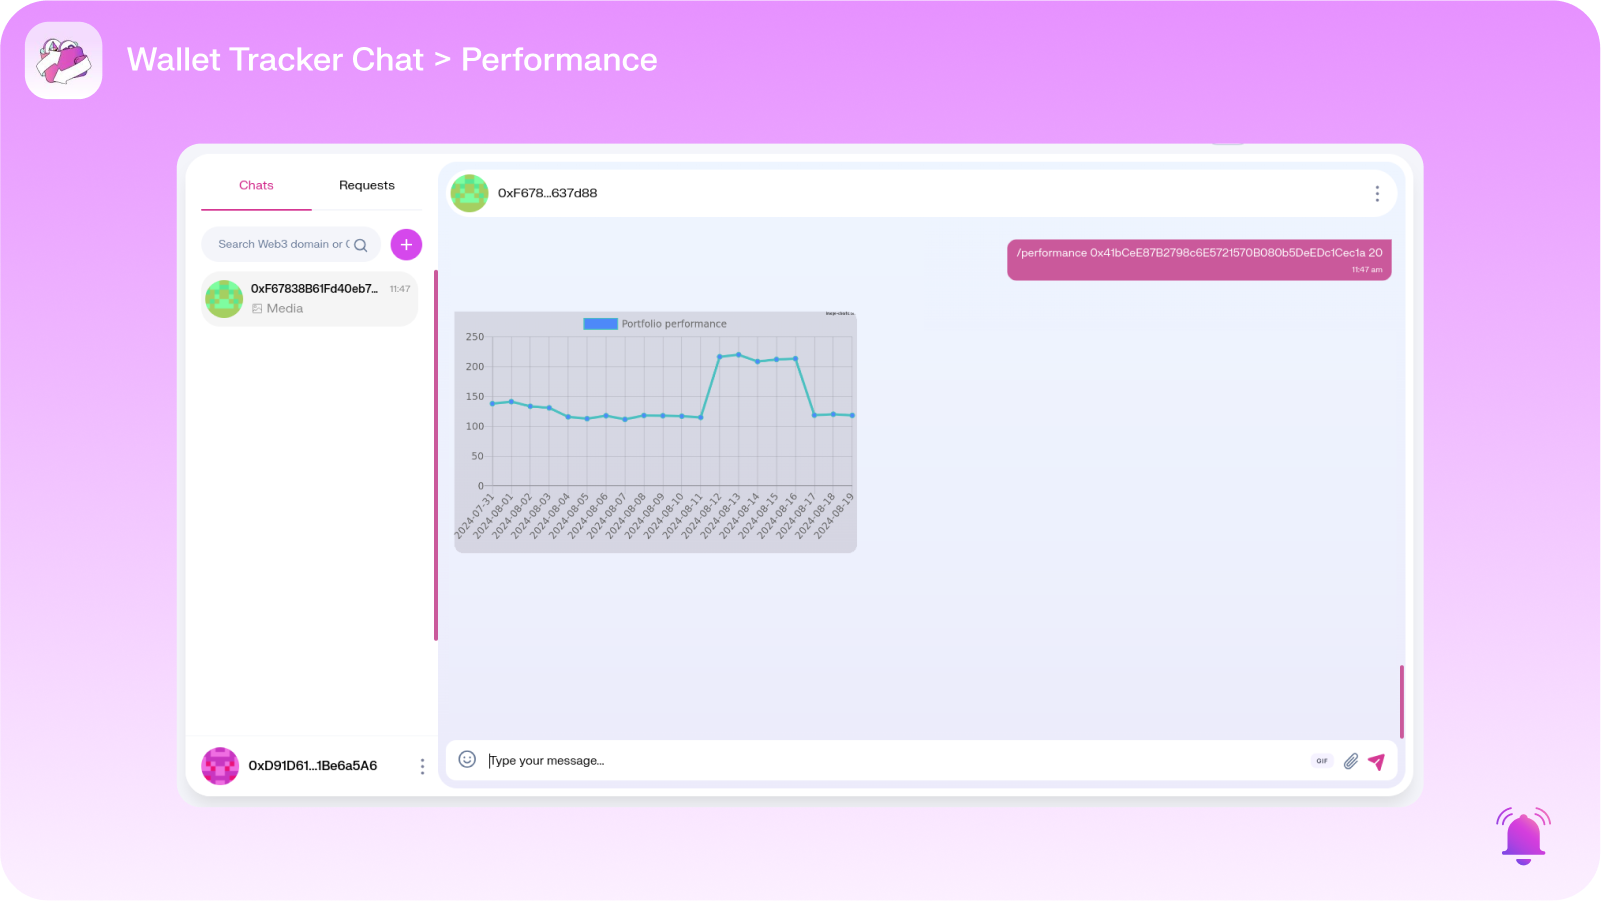 Wallet Tracker Chat > Performance
Chats
Requests
Search Web3 domain or (
0xF67838B61Fd40eb7...
11:47
Media
0xD91D61...1Be6a5A6
0xF678...637d88
/performance 0x41bCeE87B2798c6E5721570B080b5DeEDc1Cec1a 20
11:47 am
Portfolio performance
250
200
150
100
50
0
2024-07-31
2024-08-01
2024-08-02
2024-08-03
2024-08-04
2024-08-05
2024-08-06
2024-08-07
2024-08-08
2024-08-09
2024-08-10
2024-08-11
2024-08-12
2024-08-13
2024-08-14
2024-08-15
2024-08-16
2024-08-17
2024-08-18
2024-08-19
Type your message...
GIF